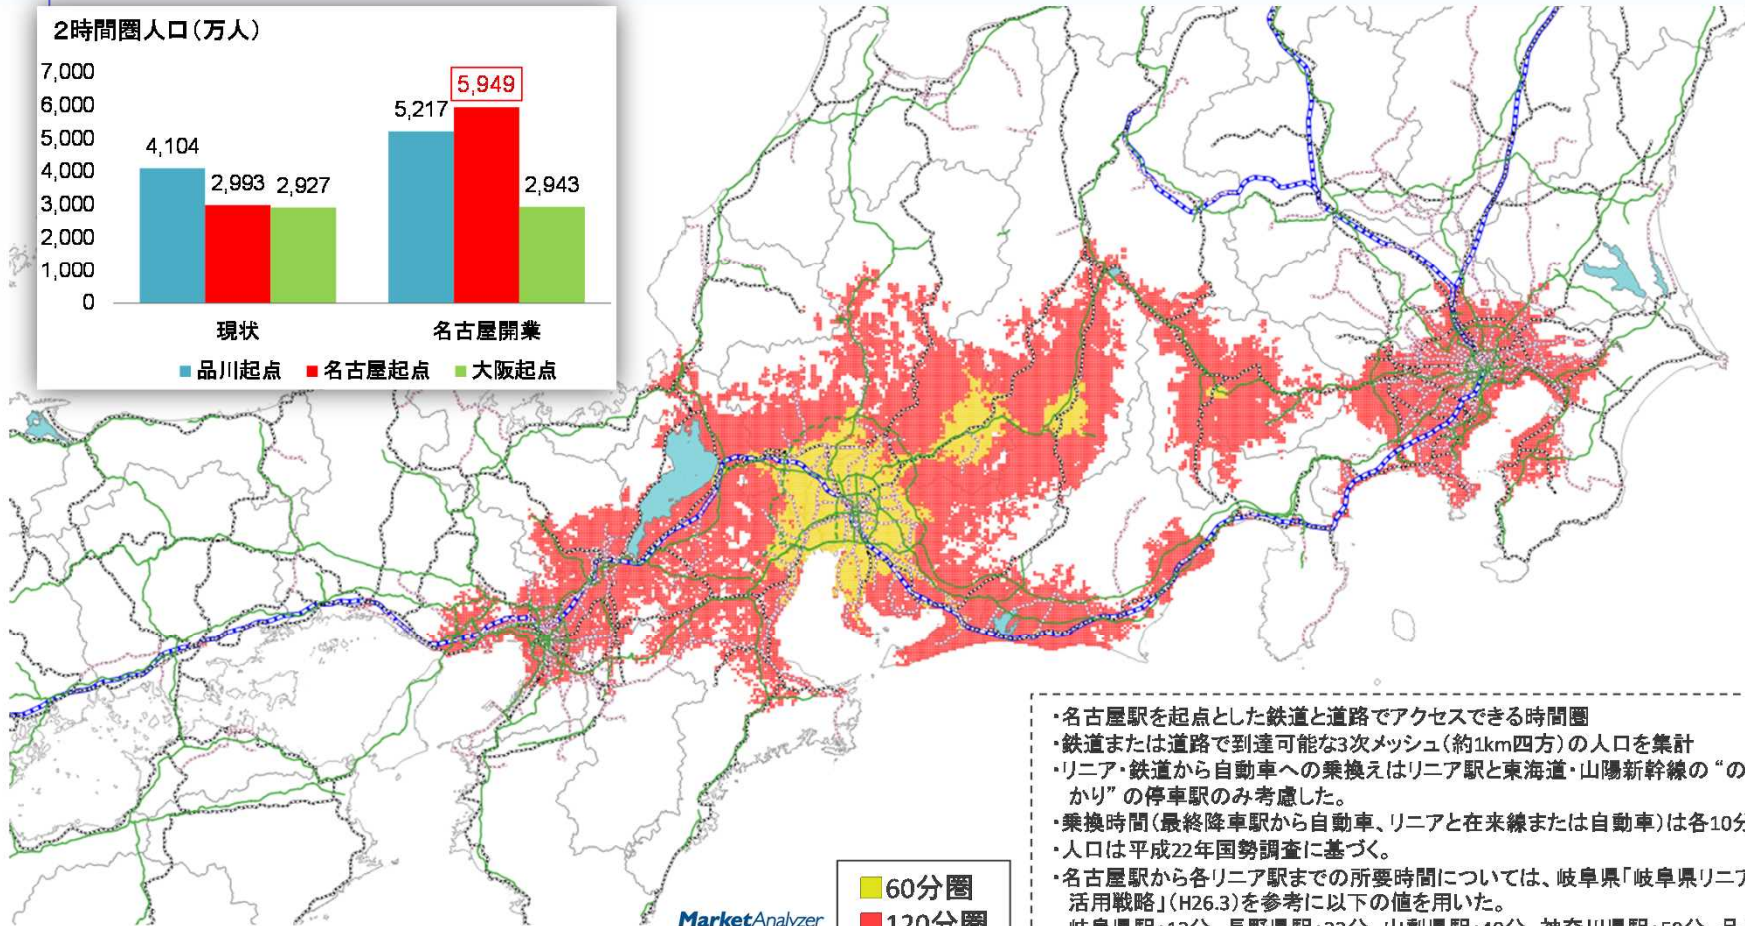 2時間圏人口(万人)
7,000
6,000
5,000
4,000
3,000
2,000
1,000
0
4,104
2,993
2,927
5,217
5,949
2,943
現状
名古屋開業
品川起点
名古屋起点
大阪起点
・名古屋駅を起点とした鉄道と道路でアクセスできる時間圏
・鉄道または道路で到達可能な3次メッシュ(約1km四方)の人口を集計
・リニア・鉄道から自動車への乗換えはリニア駅と東海道・山陽新幹線の“の
かり”の停車駅のみ考慮した。
・乗換時間(最終降車駅から自動車、リニアと在来線または自動車)は各10分
・人口は平成22年国勢調査に基づく。
・名古屋駅から各リニア駅までの所要時間については、岐阜県「岐阜県リニア
活用戦略」(H26.3)を参考に以下の値を用いた。
60分圏
120分圏
MarketAnalyzer